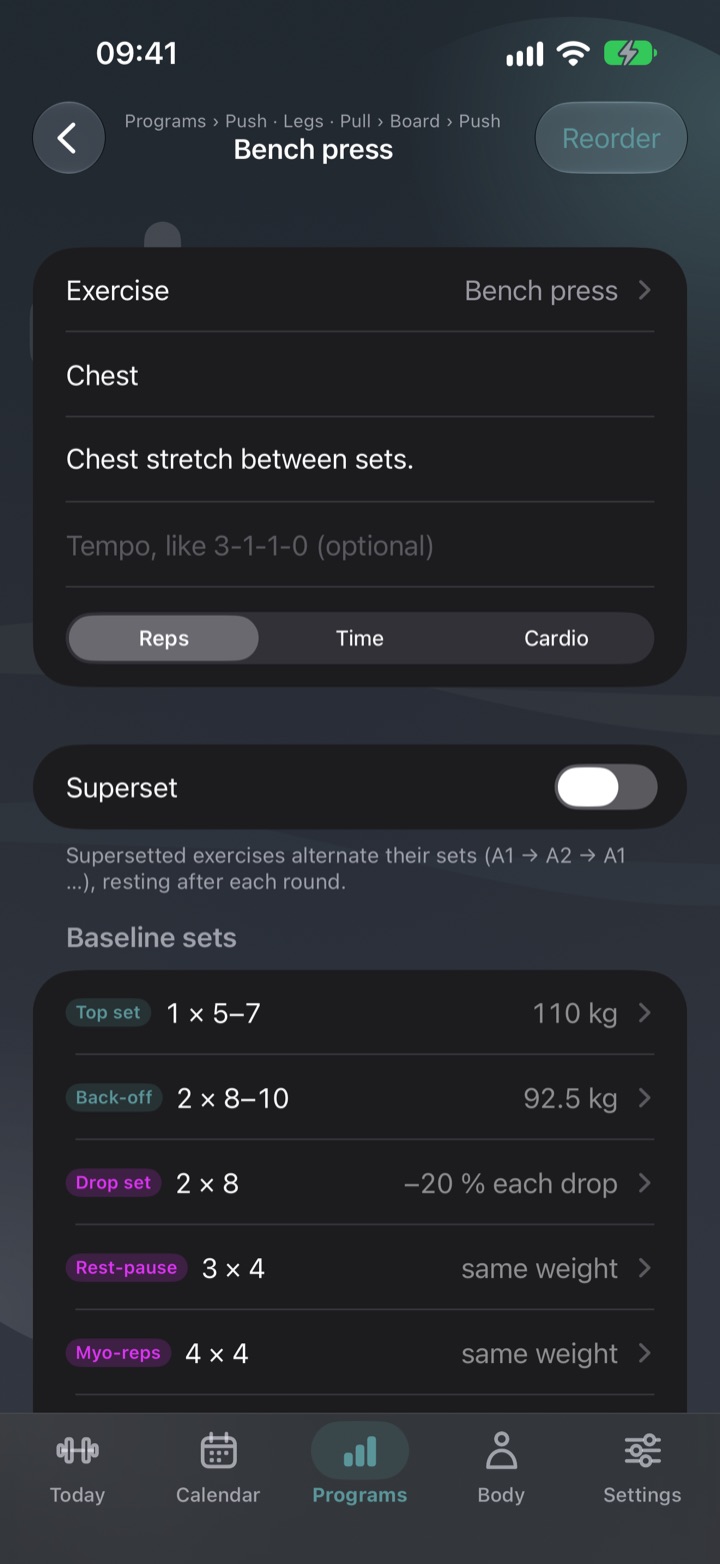 09:41
Programs › Push · Legs · Pull › Board › Push
Bench press
Reorder
Exercise
Bench press
Chest
Chest stretch between sets.
Tempo, like 3-1-1-0 (optional)
Reps
Time
Cardio
Superset
Supersetted exercises alternate their sets (A1 → A2 → A1
...), resting after each round.
Baseline sets
Top set 1 × 5–7 110 kg
Back-off 2 × 8–10 92.5 kg
Drop set 2 × 8 −20 % each drop
Rest-pause 3 × 4 same weight
Myo-reps 4 × 4 same weight
Today
Calendar
Programs
Body
Settings